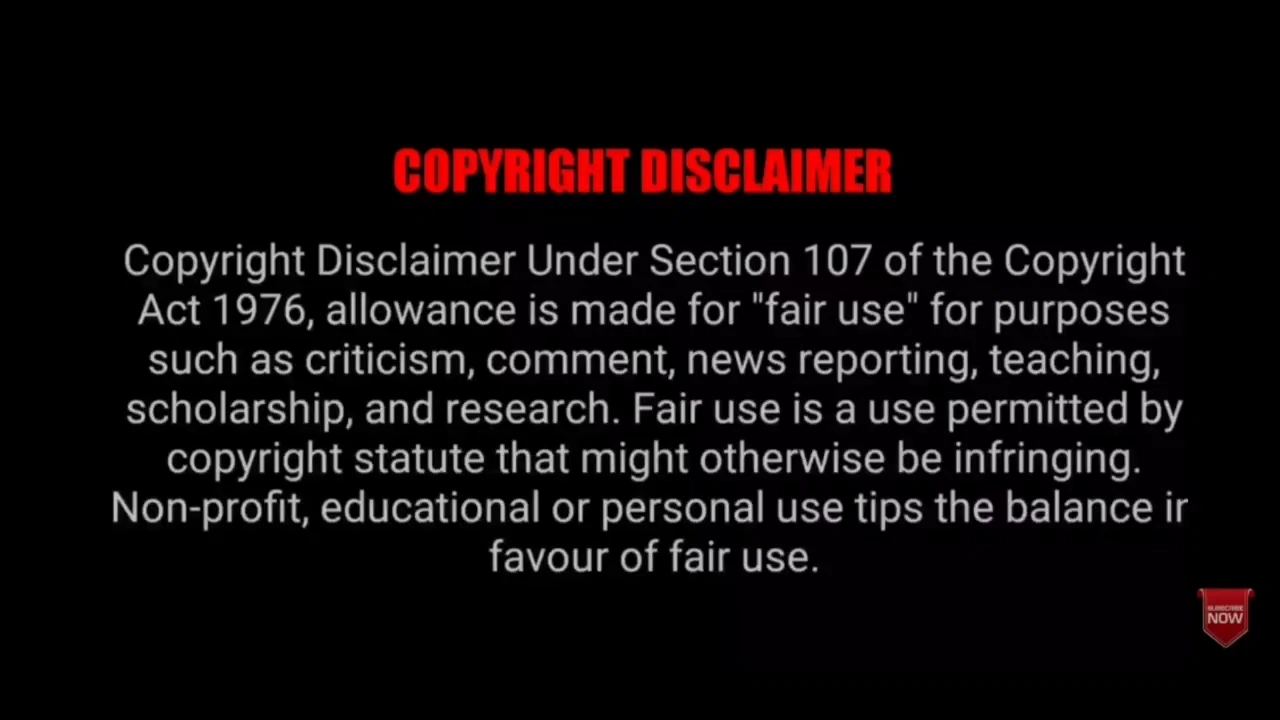 COPYRIGHT DISCLAIMER
Copyright Disclaimer Under Section 107 of the Copyright
Act 1976, allowance is made for "fair use" for purposes
such as criticism, comment, news reporting, teaching,
scholarship, and research. Fair use is a use permitted by
copyright statute that might otherwise be infringing.
Non-profit, educational or personal use tips the balance ir
favour of fair use.
SUBSCRIBE
NOW